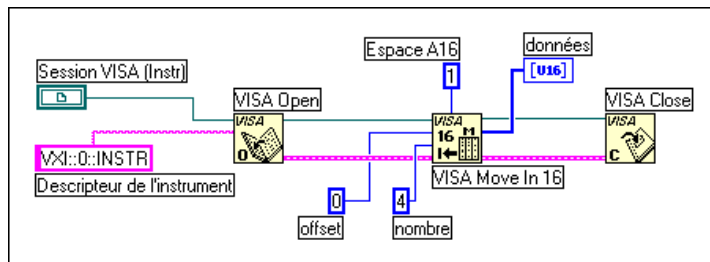 Espace A16
données
1
[U16]
Session VISA (Instr)
VISA Open
VISA Close
VISA
O
VISA
16
M
I
VISA
C
VXI::0::INSTR
VISA Move In 16
Descripteur de l'instrument
0
4
offset
nombre